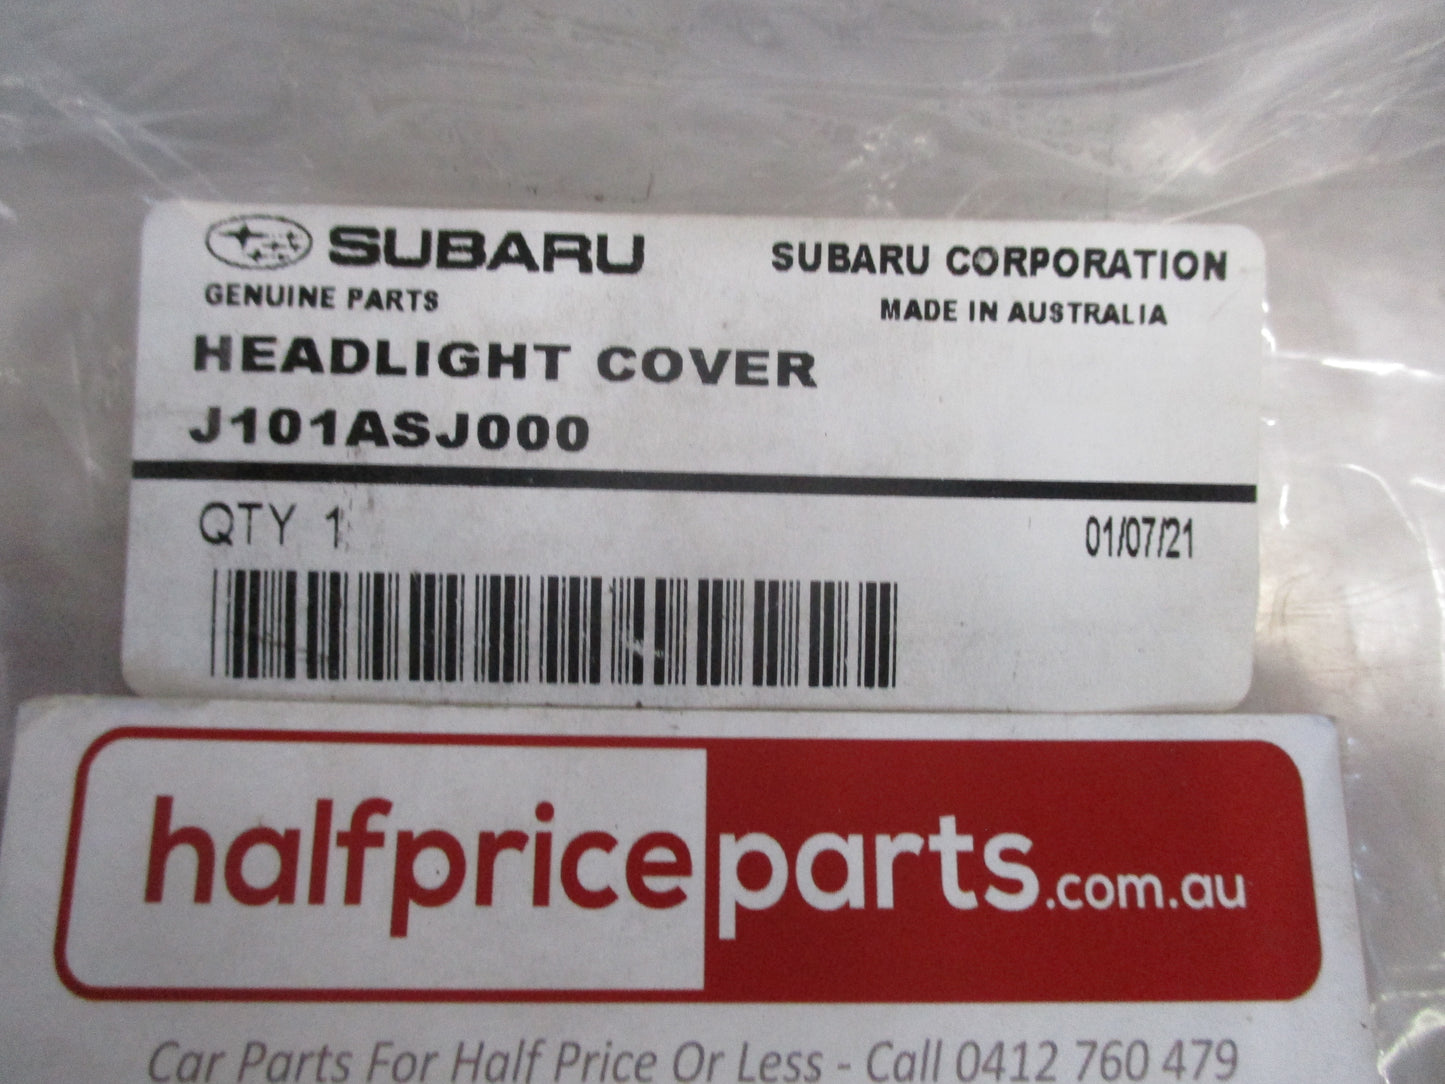 SUBARU SUBARU CORPORATION
GENUINE PARTS MADE IN AUSTRALIA
HEADLIGHT COVER
J101ASJ000
QTY 1 01/07/21
halfpriceparts.com.au
Car Parts For Half Price Or Less - Call 0412 760 479